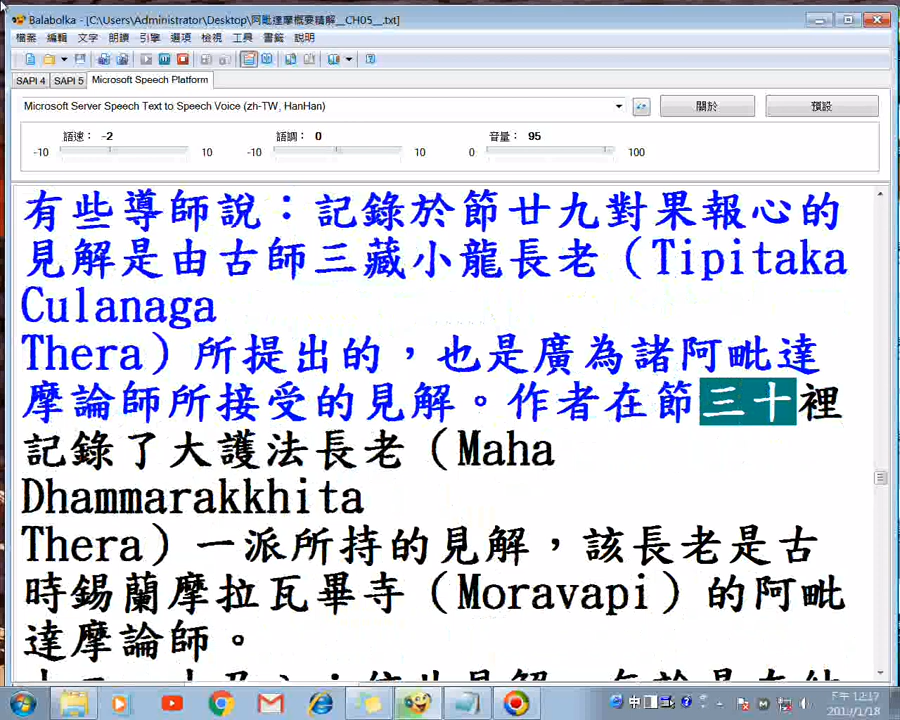 Balabolka - [C:\Users\Administrator\Desktop\阿毗達摩概要精解__CH05__.txt]
檔案 編輯 文字 朗讀 引擎 選項 檢視 工具 書籤 說明
SAPI 4 SAPI 5 Microsoft Speech Platform
Microsoft Server Speech Text to Speech Voice (zh-TW, HanHan) 關於 預設
語速： -2 語調： 0 音量： 95
-10 10 -10 10 0 100
有些導師說：記錄於節廿九對果報心的
見解是由古師三藏小龍長老（Tipitaka
Culanaga
Thera）所提出的，也是廣為諸阿毗達
摩論師所接受的見解。作者在節三十裡
記錄了大護法長老（Maha
Dhammarakkhita
Thera）一派所持的見解，該長老是古
時錫蘭摩拉瓦畢寺（Moravapi）的阿毗
達摩論師。
中
下午 12:17
2019/1/18